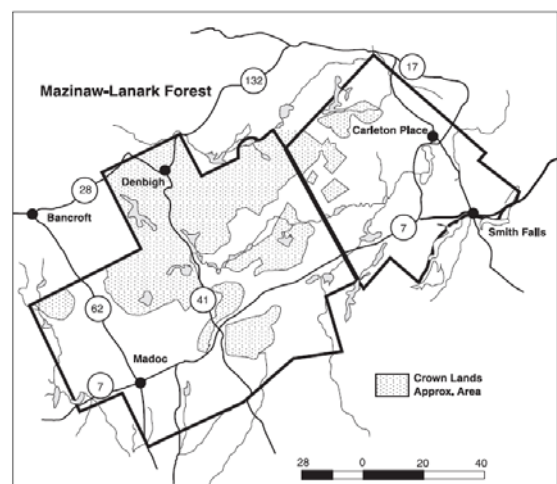 17
132
Mazinaw-Lanark Forest
Carleton Place
Denbigh
28
Bancroft
7
Smith Falls
62
41
Madoc
7
Crown Lands
Approx. Area
28 0 20 40